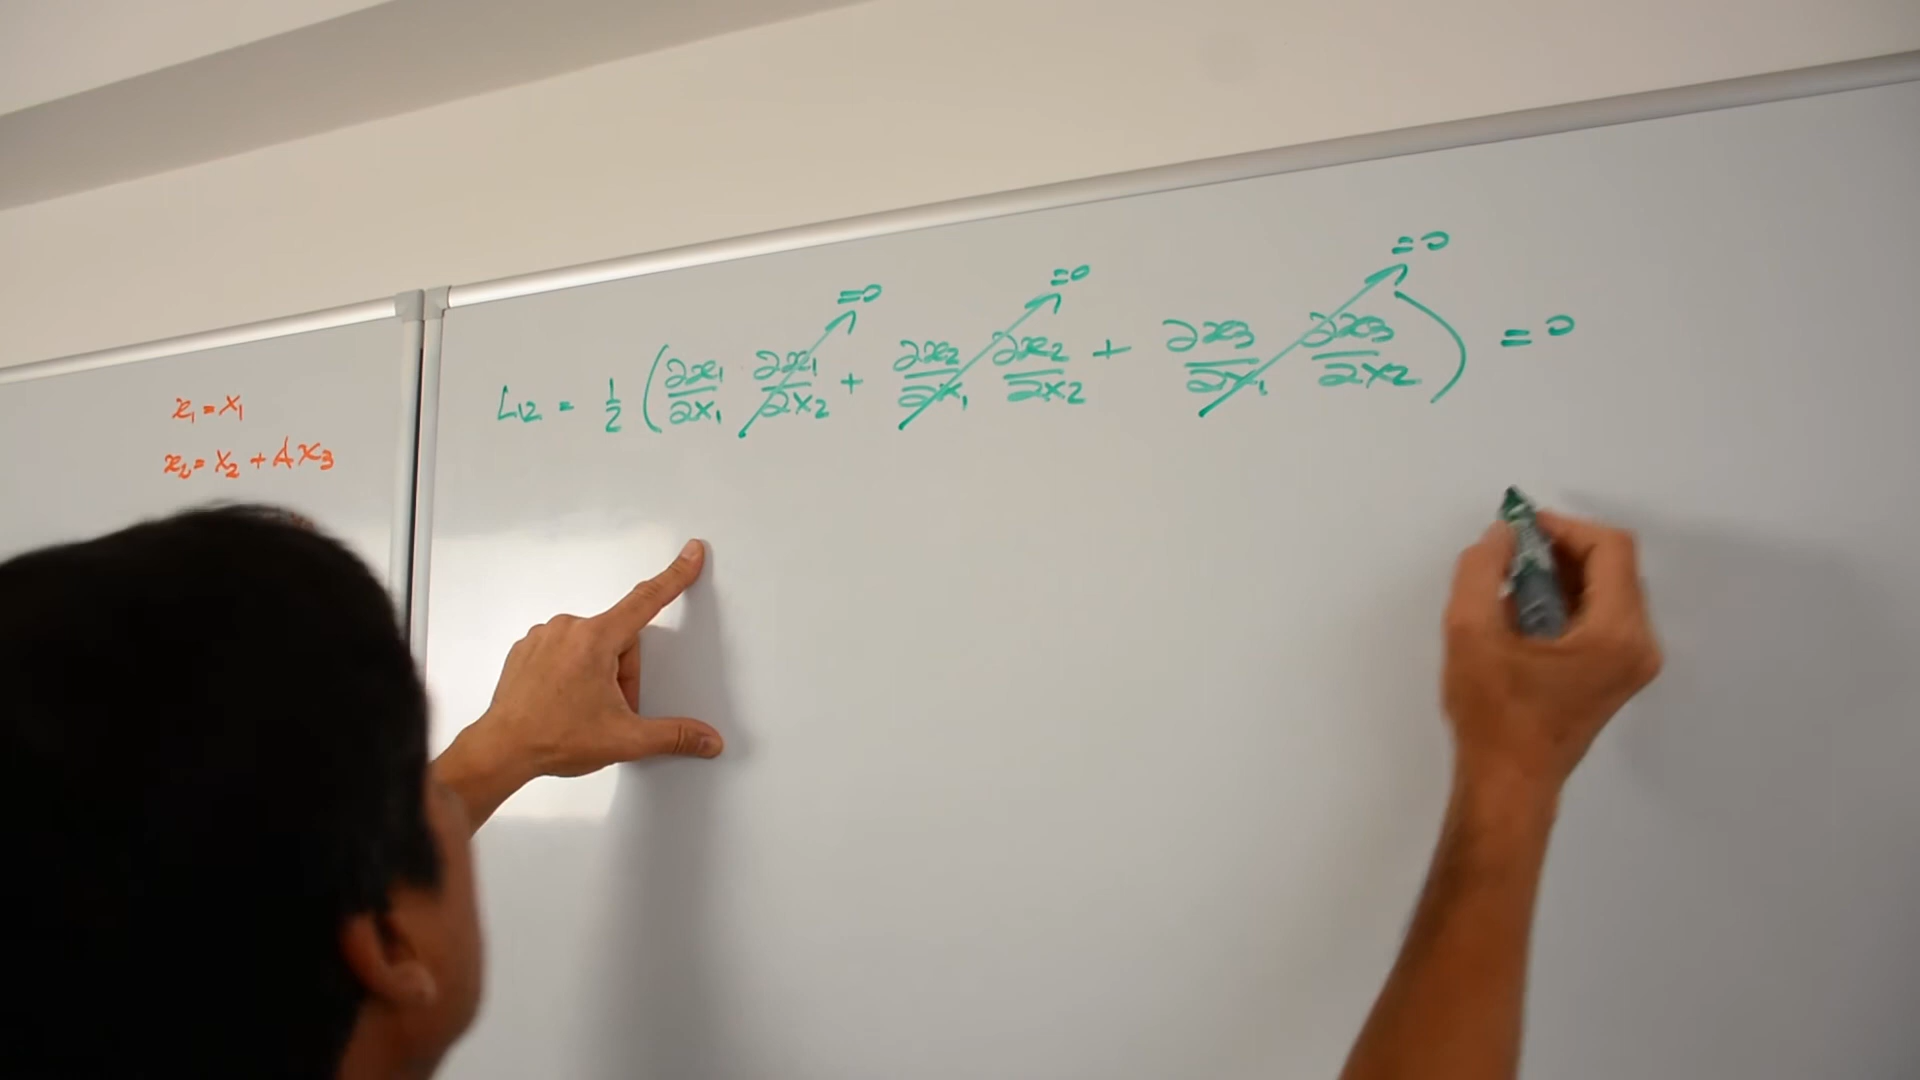 x₁ = X₁
x₂ = X₂ + A X₃
=0 =0 =0
L₁₂ = 1/2 ( ∂x₁/∂X₁ · ∂x₁/∂X₂ + ∂x₂/∂X₁ ∂x₂/∂X₂ + ∂x₃/∂X₁ ∂x₃/∂X₂ ) = 0